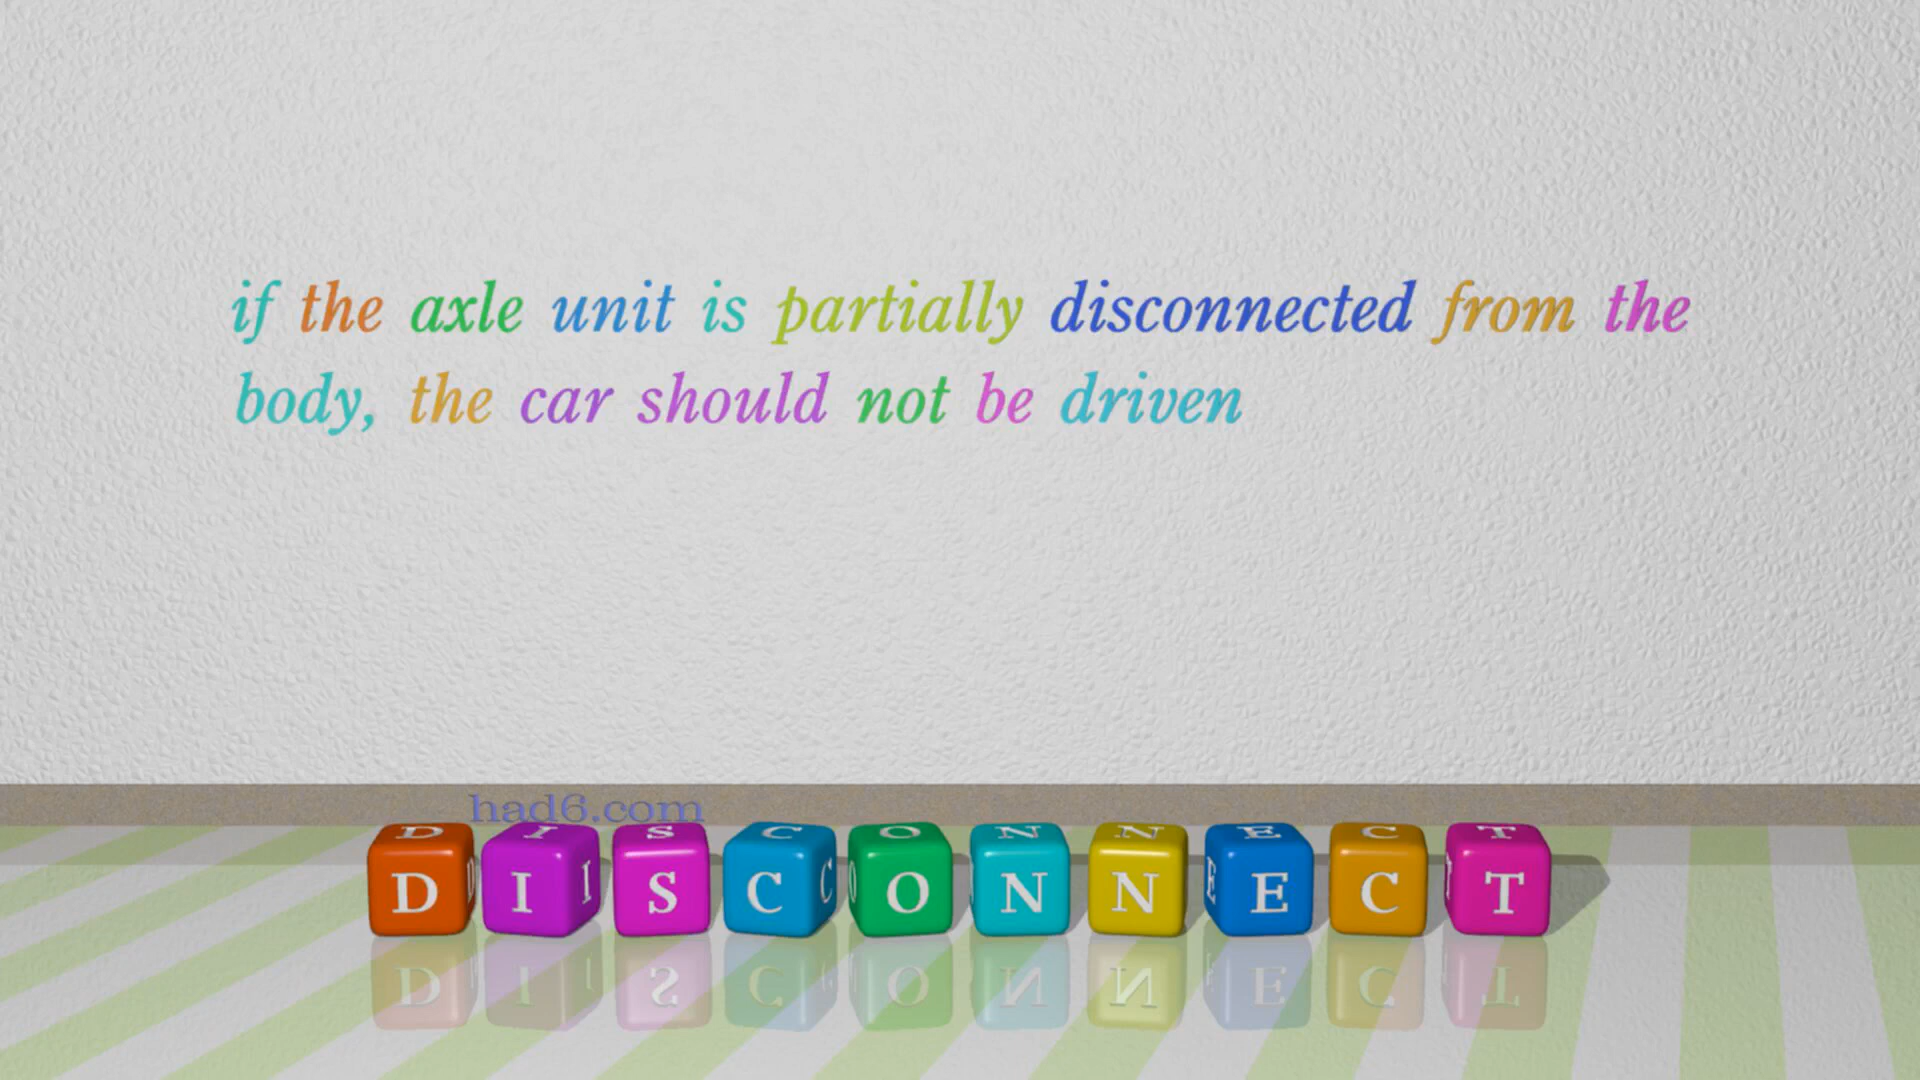 if the axle unit is partially disconnected from the
body, the car should not be driven
had6.com
DISCONNECT